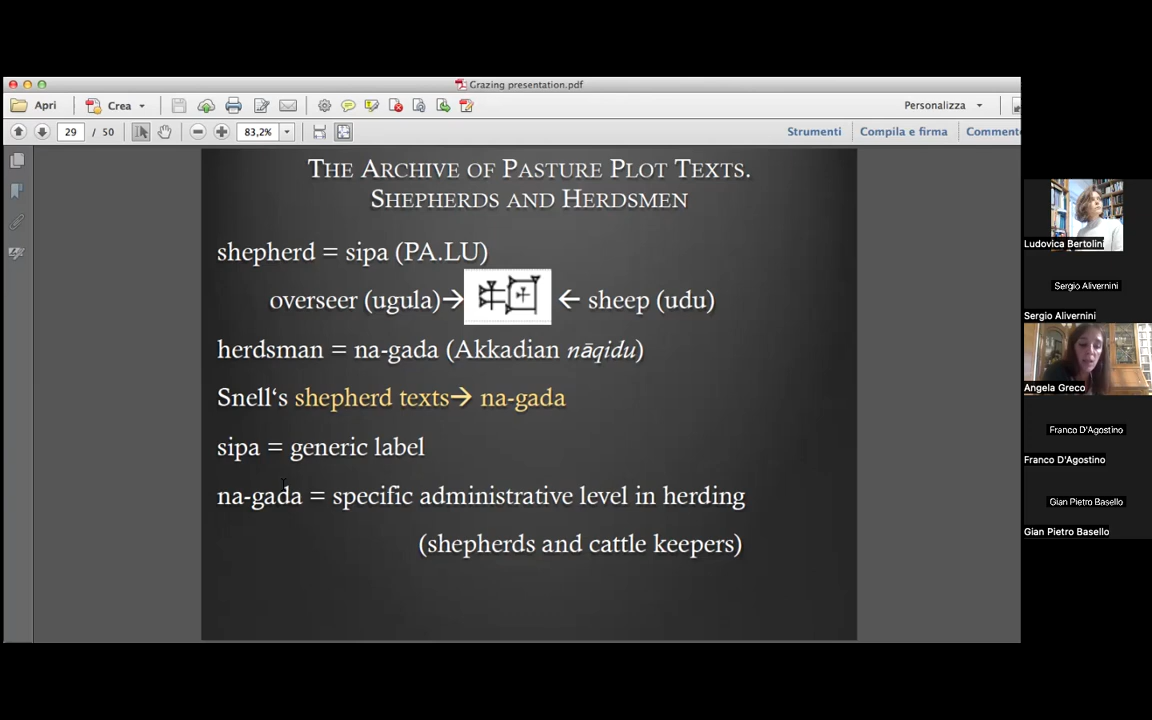 Grazing presentation.pdf
Apri
Crea
Personalizza
29 / 50
83,2%
Strumenti
Compila e firma
Comment
THE ARCHIVE OF PASTURE PLOT TEXTS.
SHEPHERDS AND HERDSMEN
shepherd = sipa (PA.LU)
overseer (ugula)→ ← sheep (udu)
herdsman = na-gada (Akkadian nāqidu)
Snell‘s shepherd texts→ na-gada
sipa = generic label
na-gada = specific administrative level in herding
(shepherds and cattle keepers)
Ludovica Bertolini
Sergio Alivernini
Sergio Alivernini
Angela Greco
Franco D'Agostino
Franco D'Agostino
Gian Pietro Basello
Gian Pietro Basello